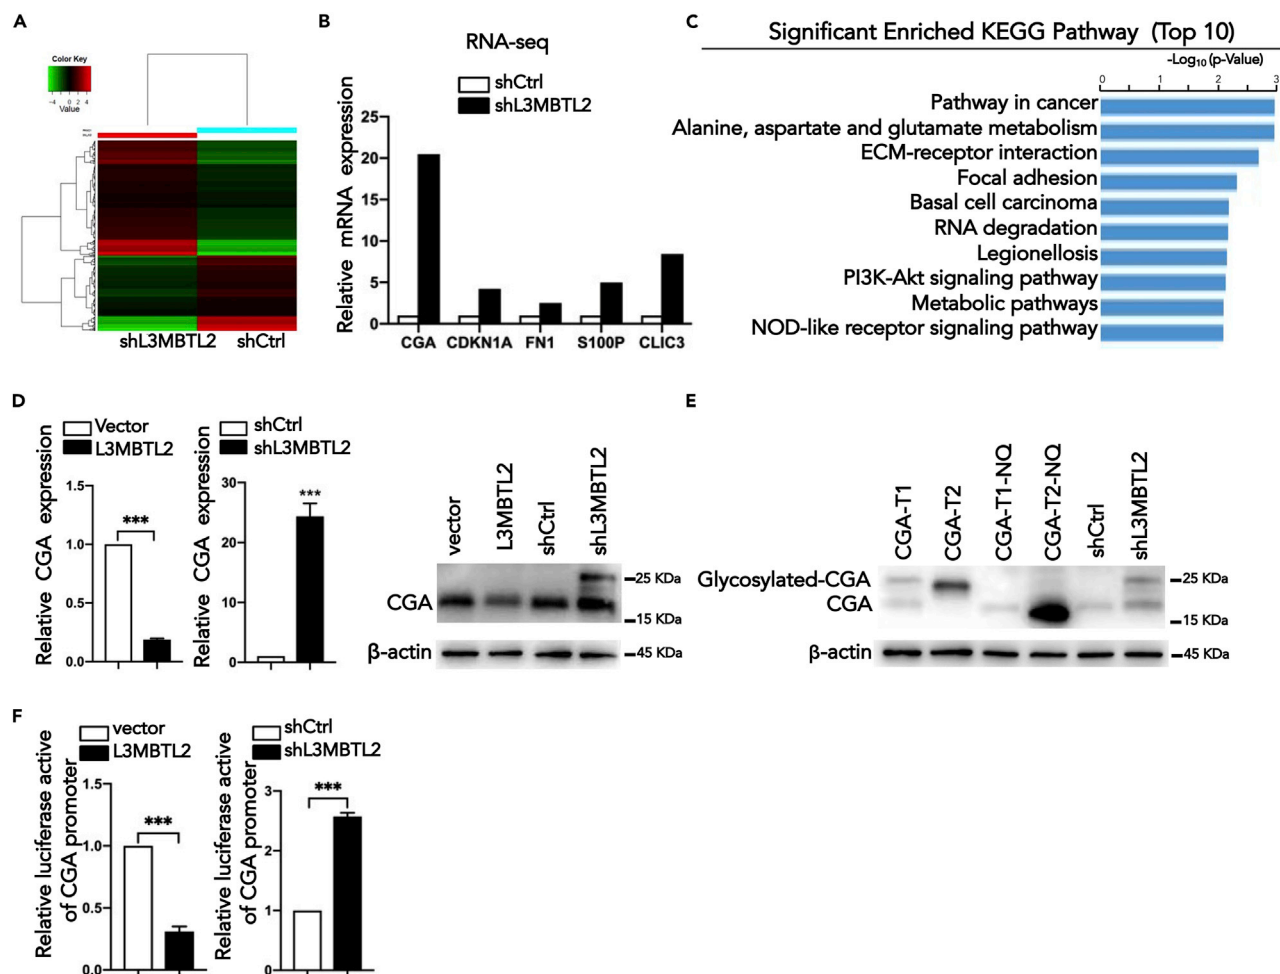 A
Color Key
−4 −2 0 2 4
Value
shL3MBTL2 shCtrl
B
RNA-seq
shCtrl
shL3MBTL2
Relative mRNA expression
25
20
15
10
5
0
CGA CDKN1A FN1 S100P CLIC3
C
Significant Enriched KEGG Pathway (Top 10)
-Log10 (p-Value)
0 1 2 3
Pathway in cancer
Alanine, aspartate and glutamate metabolism
ECM-receptor interaction
Focal adhesion
Basal cell carcinoma
RNA degradation
Legionellosis
PI3K-Akt signaling pathway
Metabolic pathways
NOD-like receptor signaling pathway
D
Vector
L3MBTL2
Relative CGA expression
1.5
1.0
0.5
0.0
***
shCtrl
shL3MBTL2
Relative CGA expression
30
20
10
0
***
vector L3MBTL2 shCtrl shL3MBTL2
CGA
25 KDa
15 KDa
β-actin
45 KDa
E
CGA-T1 CGA-T2 CGA-T1-NQ CGA-T2-NQ shCtrl shL3MBTL2
Glycosylated-CGA
CGA
25 KDa
15 KDa
β-actin
45 KDa
F
vector
L3MBTL2
Relative luciferase active
of CGA promoter
1.5
1.0
0.5
0.0
***
shCtrl
shL3MBTL2
Relative luciferase active
of CGA promoter
3
2
1
0
***